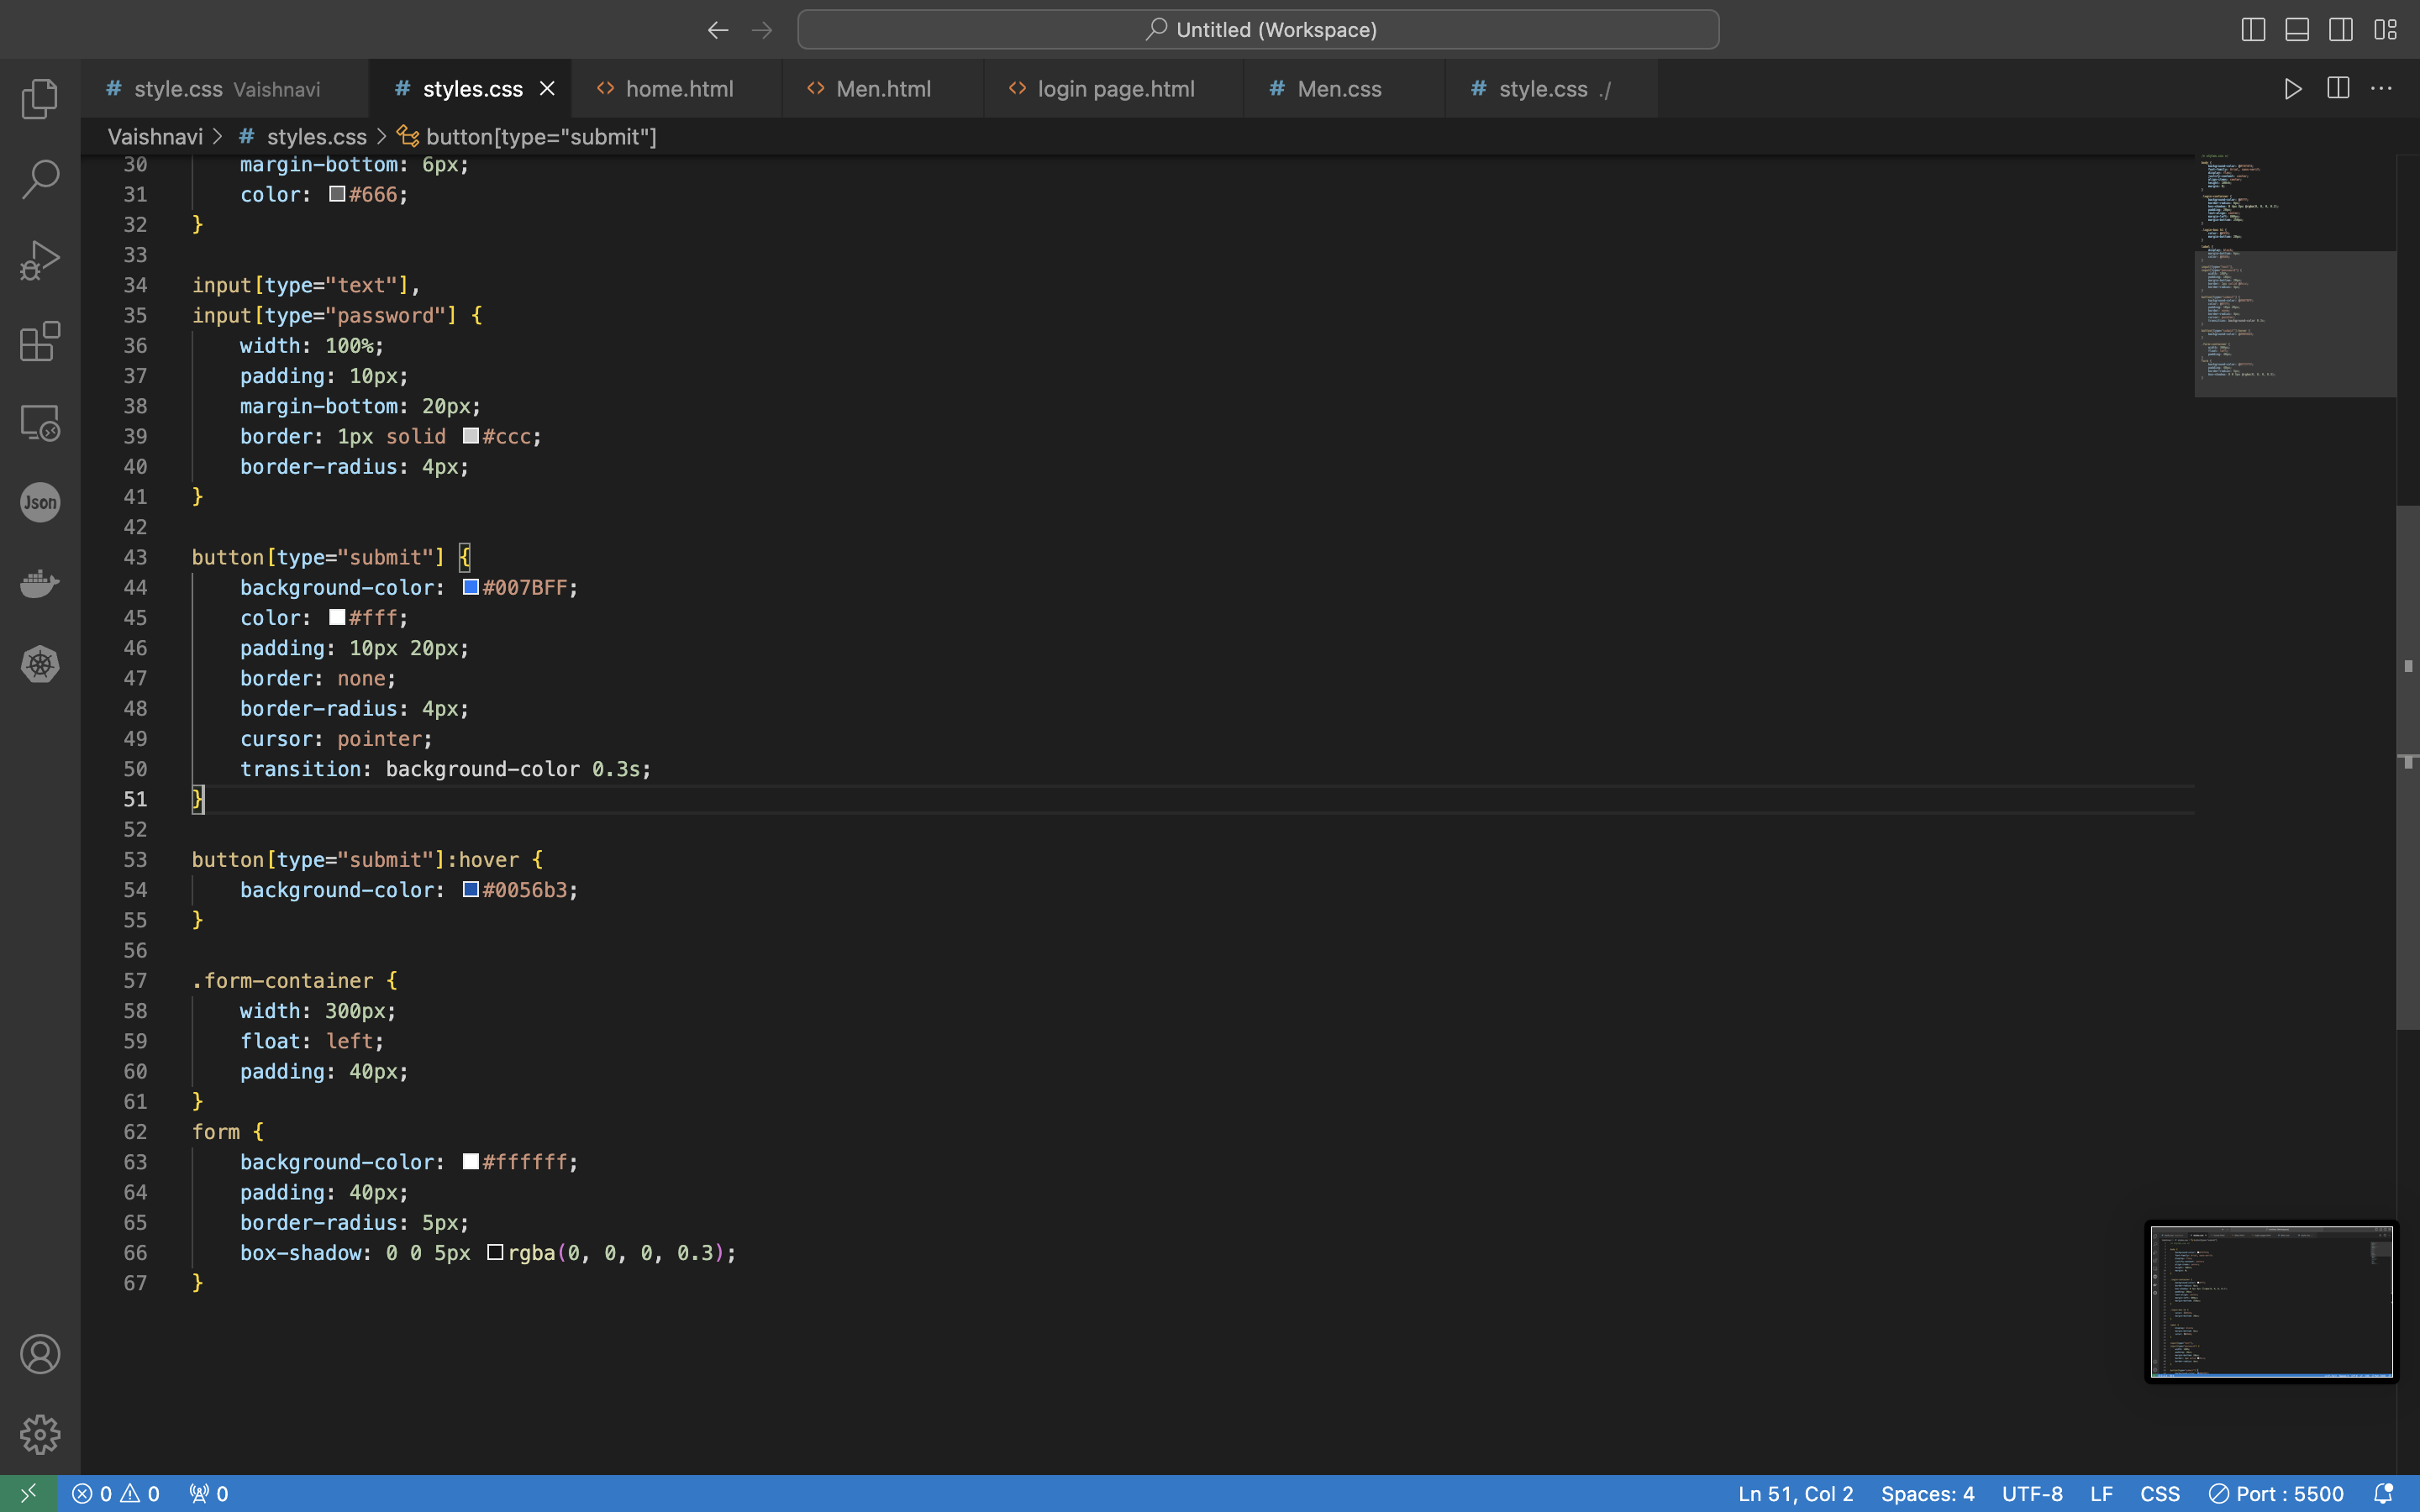 Untitled (Workspace)
# style.css Vaishnavi
# styles.css
<> home.html
<> Men.html
<> login page.html
# Men.css
# style.css ./
Vaishnavi > # styles.css > button[type="submit"]
30 margin-bottom: 6px;
31 color: #666;
32 }
33
34 input[type="text"],
35 input[type="password"] {
36 width: 100%;
37 padding: 10px;
38 margin-bottom: 20px;
39 border: 1px solid #ccc;
40 border-radius: 4px;
41 }
42
43 button[type="submit"] {
44 background-color: #007BFF;
45 color: #fff;
46 padding: 10px 20px;
47 border: none;
48 border-radius: 4px;
49 cursor: pointer;
50 transition: background-color 0.3s;
51 }
52
53 button[type="submit"]:hover {
54 background-color: #0056b3;
55 }
56
57 .form-container {
58 width: 300px;
59 float: left;
60 padding: 40px;
61 }
62 form {
63 background-color: #ffffff;
64 padding: 40px;
65 border-radius: 5px;
66 box-shadow: 0 0 5px rgba(0, 0, 0, 0.3);
67 }
Json
0 0 0
Ln 51, Col 2 Spaces: 4 UTF-8 LF CSS Port : 5500